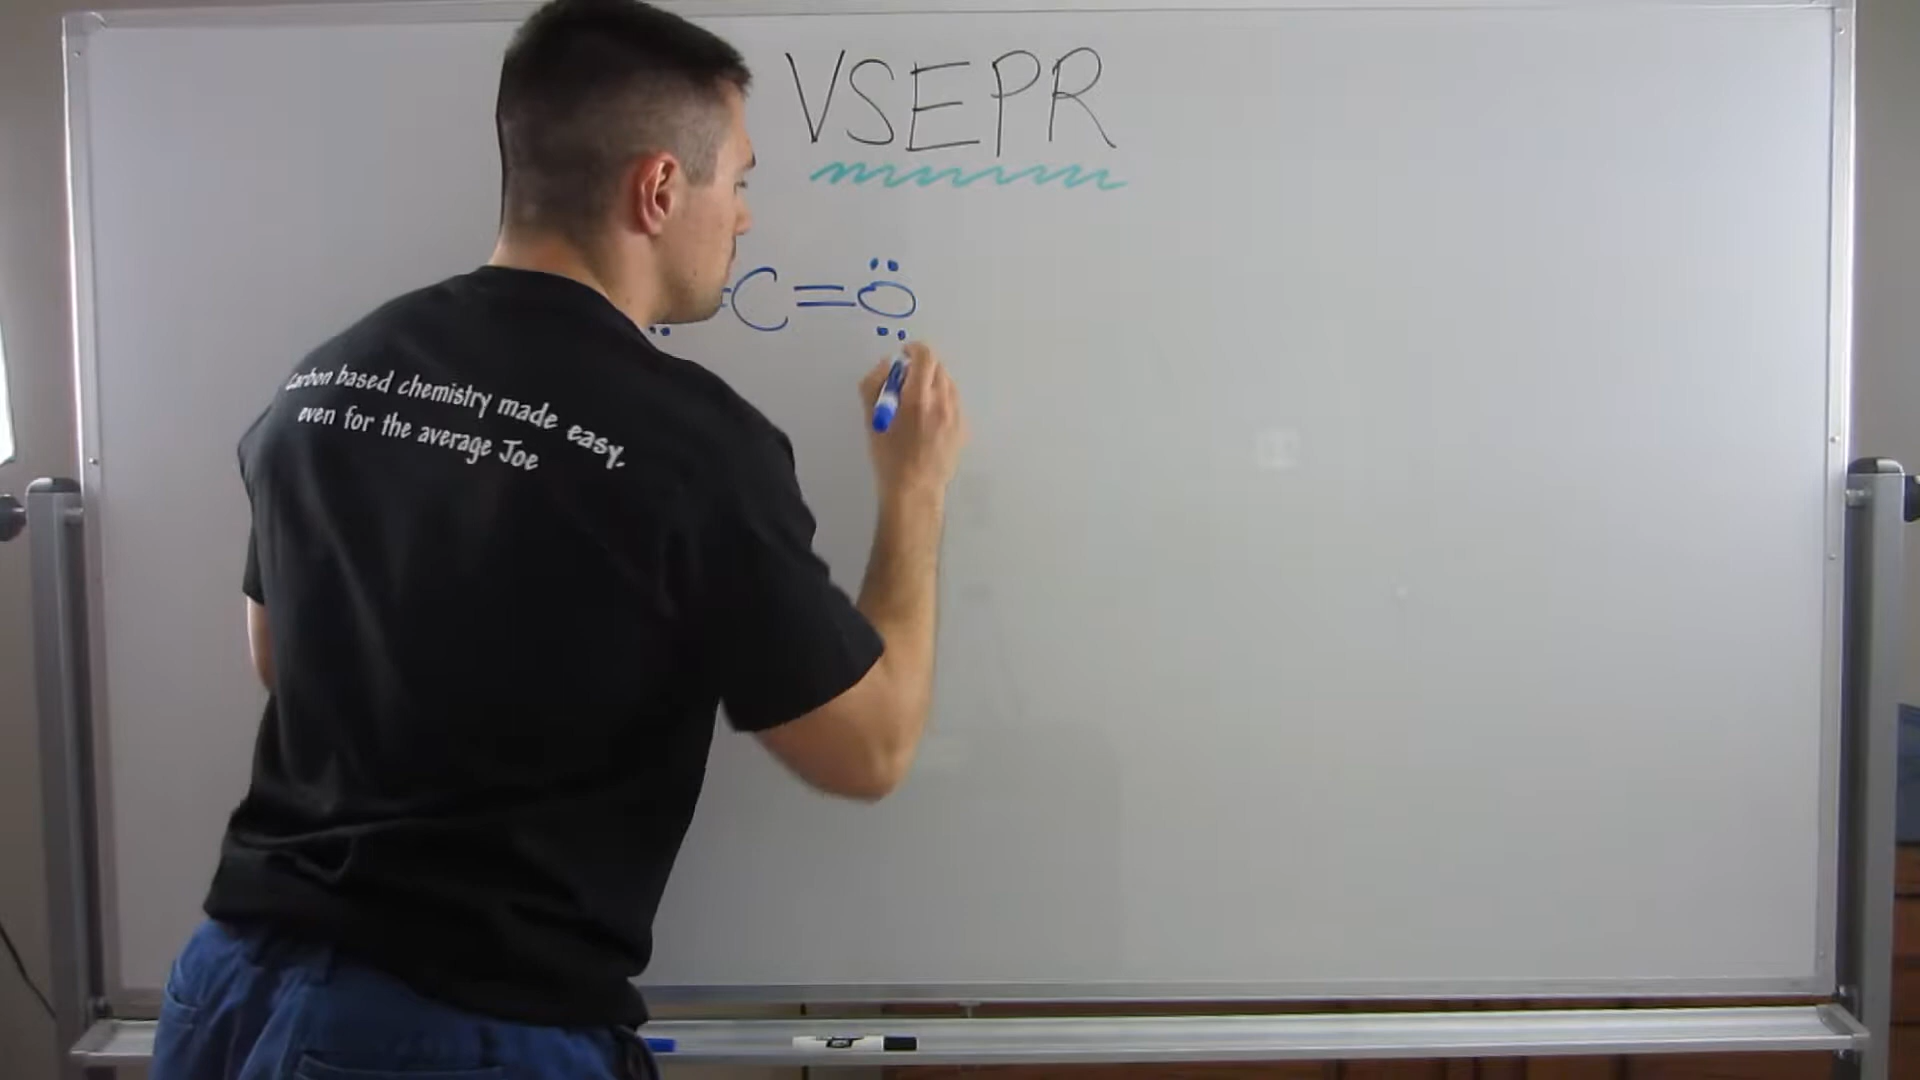 VSEPR
C=O
Carbon based chemistry made easy,
even for the average Joe